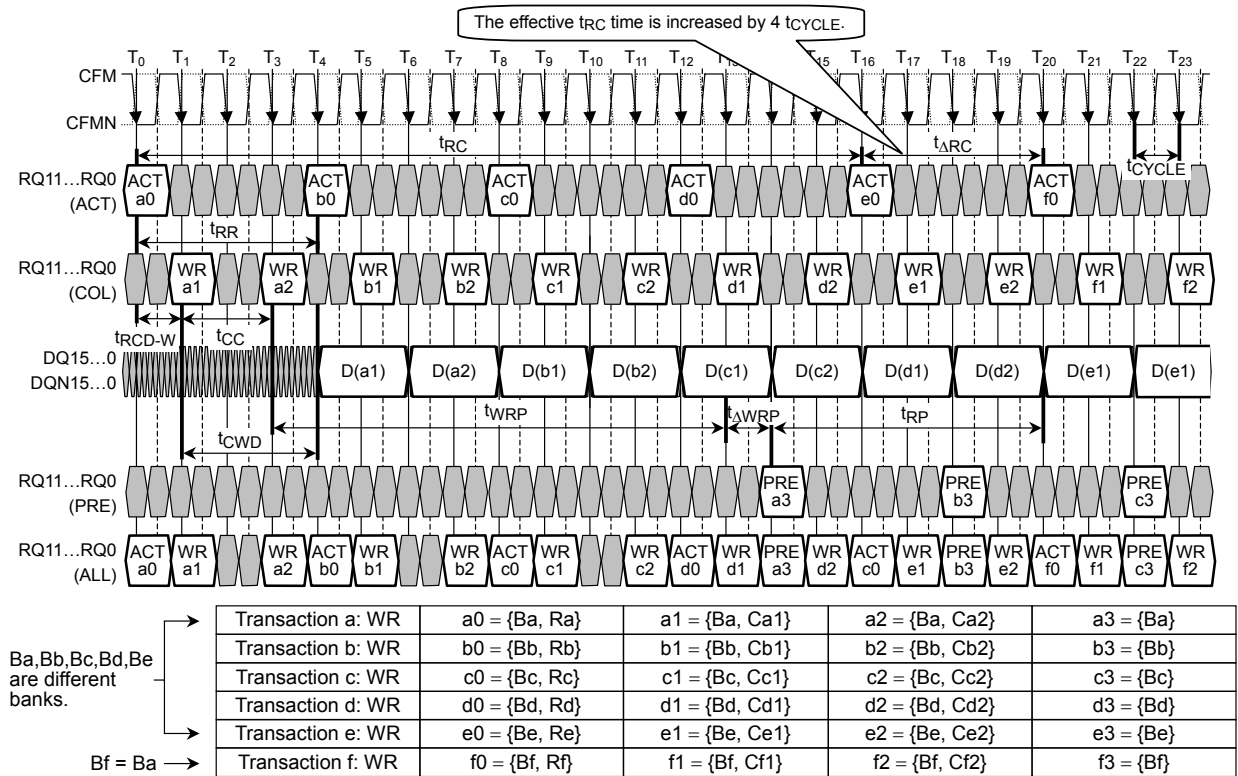 The effective tRC time is increased by 4 tCYCLE.
T0 T1 T2 T3 T4 T5 T6 T7 T8 T9 T10 T11 T12 T13 15 T16 T17 T18 T19 T20 T21 T22 T23
CFM
CFMN
tRC tΔRC
tCYCLE
RQ11...RQ0
(ACT)
ACT a0 ACT b0 ACT c0 ACT d0 ACT e0 ACT f0
tRR
RQ11...RQ0
(COL)
WR a1 WR a2 WR b1 WR b2 WR c1 WR c2 WR d1 WR d2 WR e1 WR e2 WR f1 WR f2
tRCD-W tCC
DQ15...0
DQN15...0
D(a1) D(a2) D(b1) D(b2) D(c1) D(c2) D(d1) D(d2) D(e1) D(e1)
tWRP tΔWRP tRP
tCWD
RQ11...RQ0
(PRE)
PRE a3 PRE b3 PRE c3
RQ11...RQ0
(ALL)
ACT a0 WR a1 WR a2 ACT b0 WR b1 WR b2 ACT c0 WR c1 WR c2 ACT d0 WR d1 PRE a3 WR d2 ACT c0 WR e1 PRE b3 WR e2 ACT f0 WR f1 PRE c3 WR f2
Ba,Bb,Bc,Bd,Be
are different
banks.
Bf = Ba
Transaction a: WR a0 = {Ba, Ra} a1 = {Ba, Ca1} a2 = {Ba, Ca2} a3 = {Ba}
Transaction b: WR b0 = {Bb, Rb} b1 = {Bb, Cb1} b2 = {Bb, Cb2} b3 = {Bb}
Transaction c: WR c0 = {Bc, Rc} c1 = {Bc, Cc1} c2 = {Bc, Cc2} c3 = {Bc}
Transaction d: WR d0 = {Bd, Rd} d1 = {Bd, Cd1} d2 = {Bd, Cd2} d3 = {Bd}
Transaction e: WR e0 = {Be, Re} e1 = {Be, Ce1} e2 = {Be, Ce2} e3 = {Be}
Transaction f: WR f0 = {Bf, Rf} f1 = {Bf, Cf1} f2 = {Bf, Cf2} f3 = {Bf}